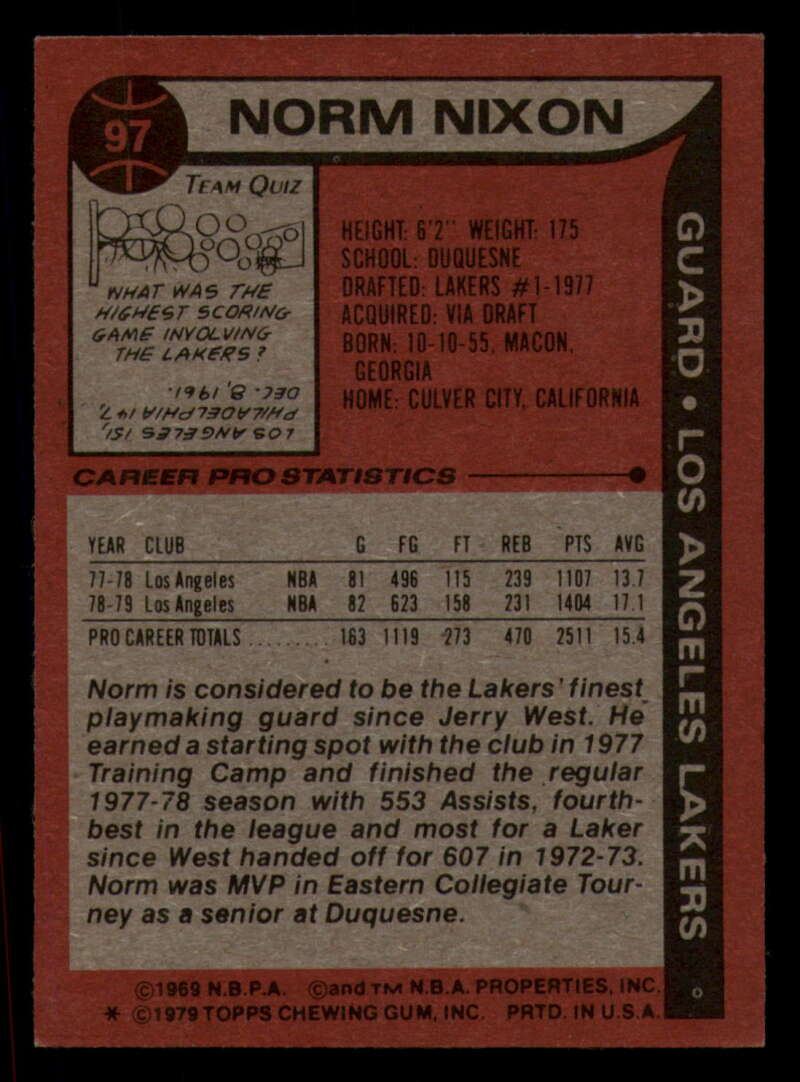 97
NORM NIXON
TEAM QUIZ
WHAT WAS THE
HIGHEST SCORING
GAME INVOLVING
THE LAKERS?
LOS ANGELES 151,
PHILADELPHIA 147,
DEC. 8, 1961.
HEIGHT: 6'2" WEIGHT: 175
SCHOOL: DUQUESNE
DRAFTED: LAKERS #1-1977
ACQUIRED: VIA DRAFT
BORN: 10-10-55, MACON,
GEORGIA
HOME: CULVER CITY, CALIFORNIA
GUARD • LOS ANGELES LAKERS
CAREER PRO STATISTICS
YEAR CLUB G FG FT REB PTS AVG
77-78 Los Angeles NBA 81 496 115 239 1107 13.7
78-79 Los Angeles NBA 82 623 158 231 1404 17.1
PRO CAREER TOTALS .......... 163 1119 273 470 2511 15.4
Norm is considered to be the Lakers' finest
playmaking guard since Jerry West. He
earned a starting spot with the club in 1977
Training Camp and finished the regular
1977-78 season with 553 Assists, fourth-
best in the league and most for a Laker
since West handed off for 607 in 1972-73.
Norm was MVP in Eastern Collegiate Tour-
ney as a senior at Duquesne.
©1969 N.B.P.A. ©and TM N.B.A. PROPERTIES, INC.
* ©1979 TOPPS CHEWING GUM, INC. PRTD. IN U.S.A.